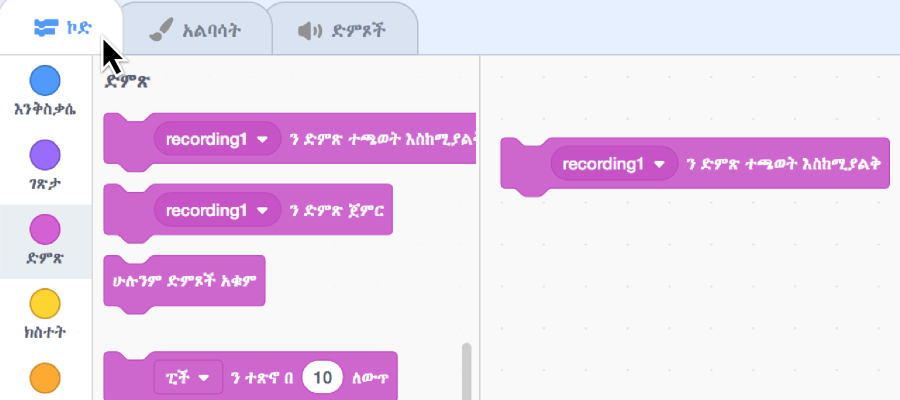 ኮድ
አልባሳት
ድምጾች
ድምጽ
እንቅስቃሴ
ገጽታ
ድምጽ
ክስተት
recording1 ን ድምጽ ተጫወት እስከሚያልቅ
recording1 ን ድምጽ ጀምር
ሁሉንም ድምጾች አቁም
ፒች ን ተጽኖ በ 10 ለውጥ
recording1 ን ድምጽ ተጫወት እስከሚያልቅ